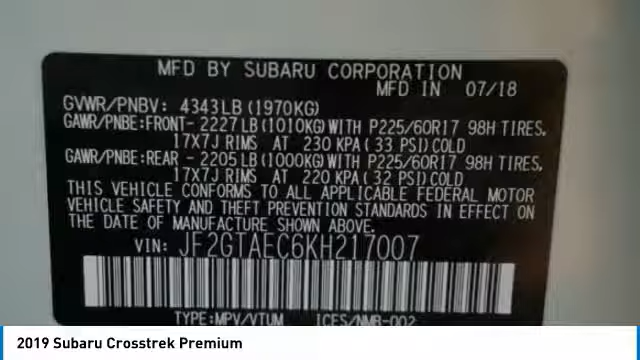 MFD BY SUBARU CORPORATION
MFD IN 07/18
GVWR/PNBV: 4343LB (1970KG)
GAWR/PNBE:FRONT- 2227LB (1010KG) WITH P225/60R17 98H TIRES,
17X7J RIMS AT 230 KPA (33 PSI) COLD
GAWR/PNBE:REAR - 2205LB (1000KG) WITH P225/60R17 98H TIRES,
17X7J RIMS AT 220 KPA (32 PSI) COLD
THIS VEHICLE CONFORMS TO ALL APPLICABLE FEDERAL MOTOR
VEHICLE SAFETY AND THEFT PREVENTION STANDARDS IN EFFECT ON
THE DATE OF MANUFACTURE SHOWN ABOVE.
VIN: JF2GTAEC6KH217007
TYPE:MPV/VTUM ICES/NMB-002
2019 Subaru Crosstrek Premium